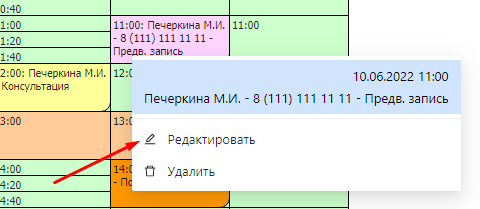 0:40
1:00
1:20
1:40
11:00: Печеркина М.И.
- 8 (111) 111 11 11 -
Предв. запись
11:00
2:00: Печеркина М.И.
Консультация
12:0
10.06.2022 11:00
Печеркина М.И. - 8 (111) 111 11 11 - Предв. запись
3:00
13:0
Редактировать
Удалить
4:00
4:20
4:40
14:0
- По